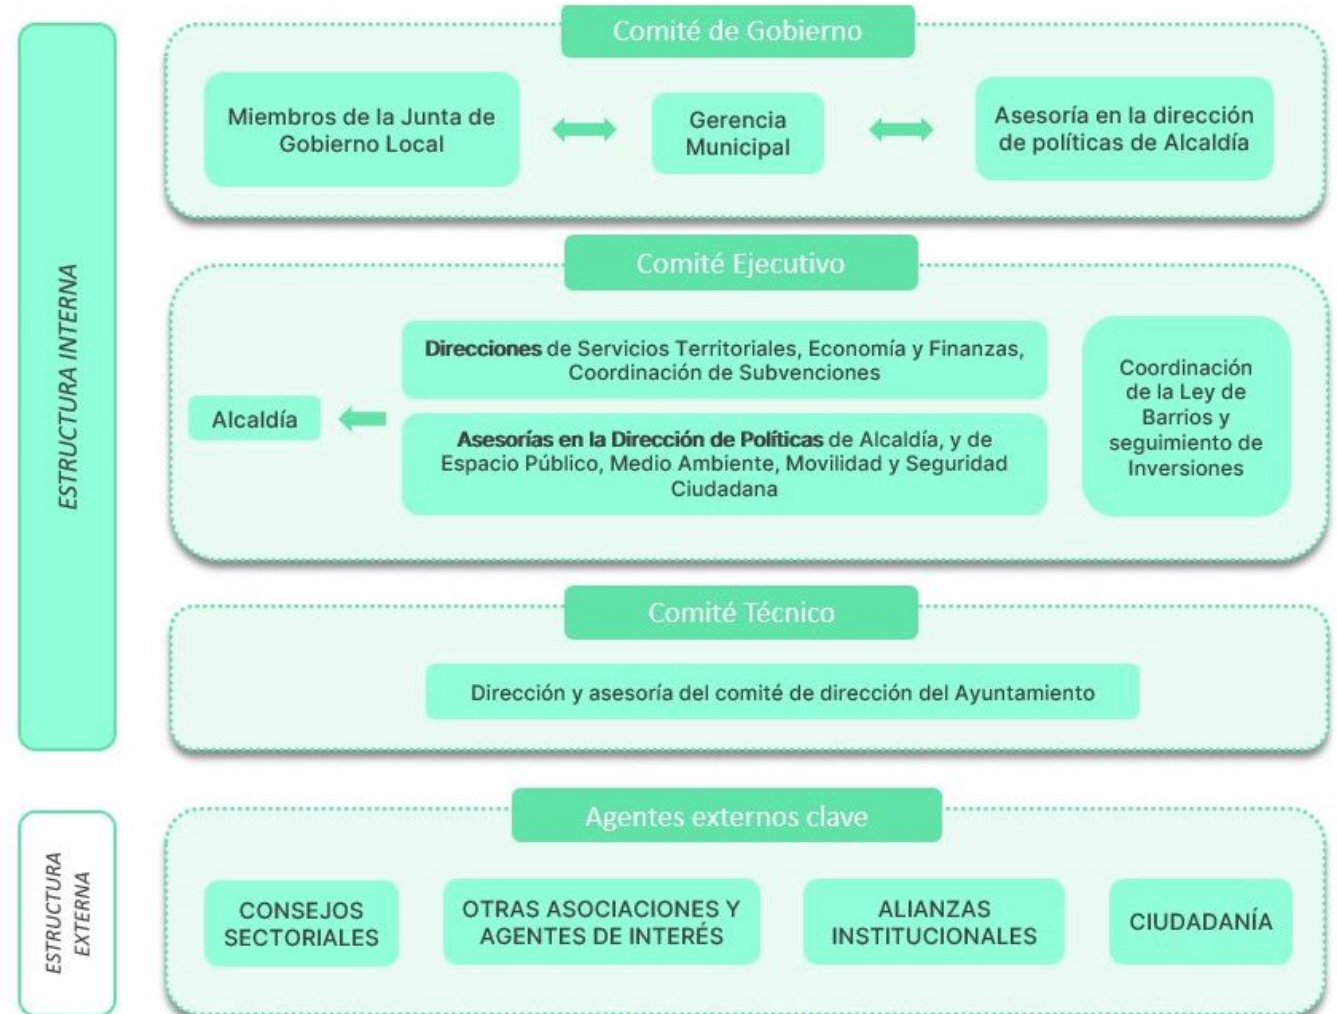 ESTRUCTURA INTERNA
Comité de Gobierno
Miembros de la Junta de
Gobierno Local
Gerencia
Municipal
Asesoría en la dirección
de políticas de Alcaldía
Comité Ejecutivo
Alcaldía
Direcciones de Servicios Territoriales, Economía y Finanzas,
Coordinación de Subvenciones
Asesorías en la Dirección de Políticas de Alcaldía, y de
Espacio Público, Medio Ambiente, Movilidad y Seguridad
Ciudadana
Coordinación
de la Ley de
Barrios y
seguimiento de
Inversiones
Comité Técnico
Dirección y asesoría del comité de dirección del Ayuntamiento
ESTRUCTURA
EXTERNA
Agentes externos clave
CONSEJOS
SECTORIALES
OTRAS ASOCIACIONES Y
AGENTES DE INTERÉS
ALIANZAS
INSTITUCIONALES
CIUDADANÍA